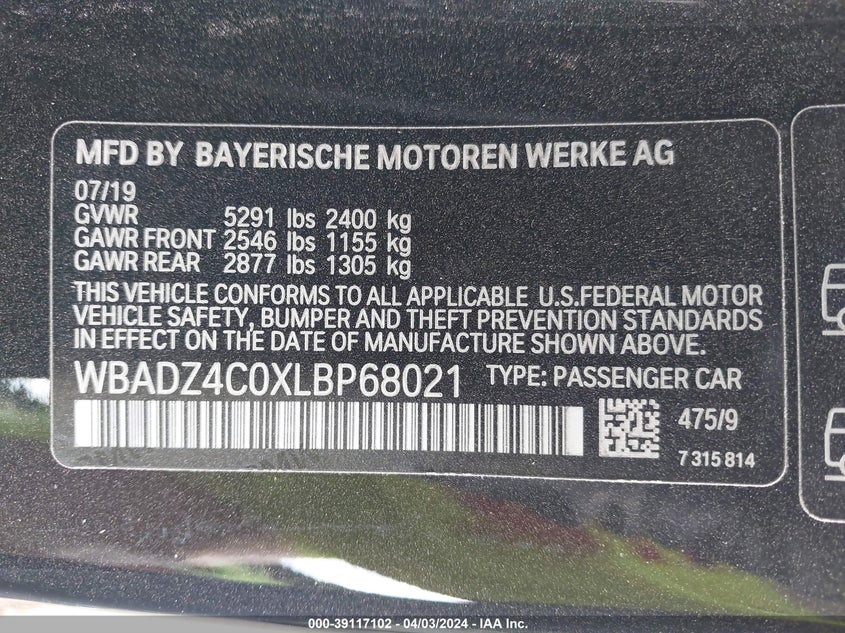 MFD BY BAYERISCHE MOTOREN WERKE AG
07/19
GVWR 5291 lbs 2400 kg
GAWR FRONT 2546 lbs 1155 kg
GAWR REAR 2877 lbs 1305 kg
THIS VEHICLE CONFORMS TO ALL APPLICABLE U.S.FEDERAL MOTOR
VEHICLE SAFETY, BUMPER AND THEFT PREVENTION STANDARDS
IN EFFECT ON THE DATE OF MANUFACTURE SHOWN ABOVE.
WBADZ4C0XLBP68021 TYPE: PASSENGER CAR
475/9
7 315 814
000-39117102 - 04/03/2024 - IAA Inc.